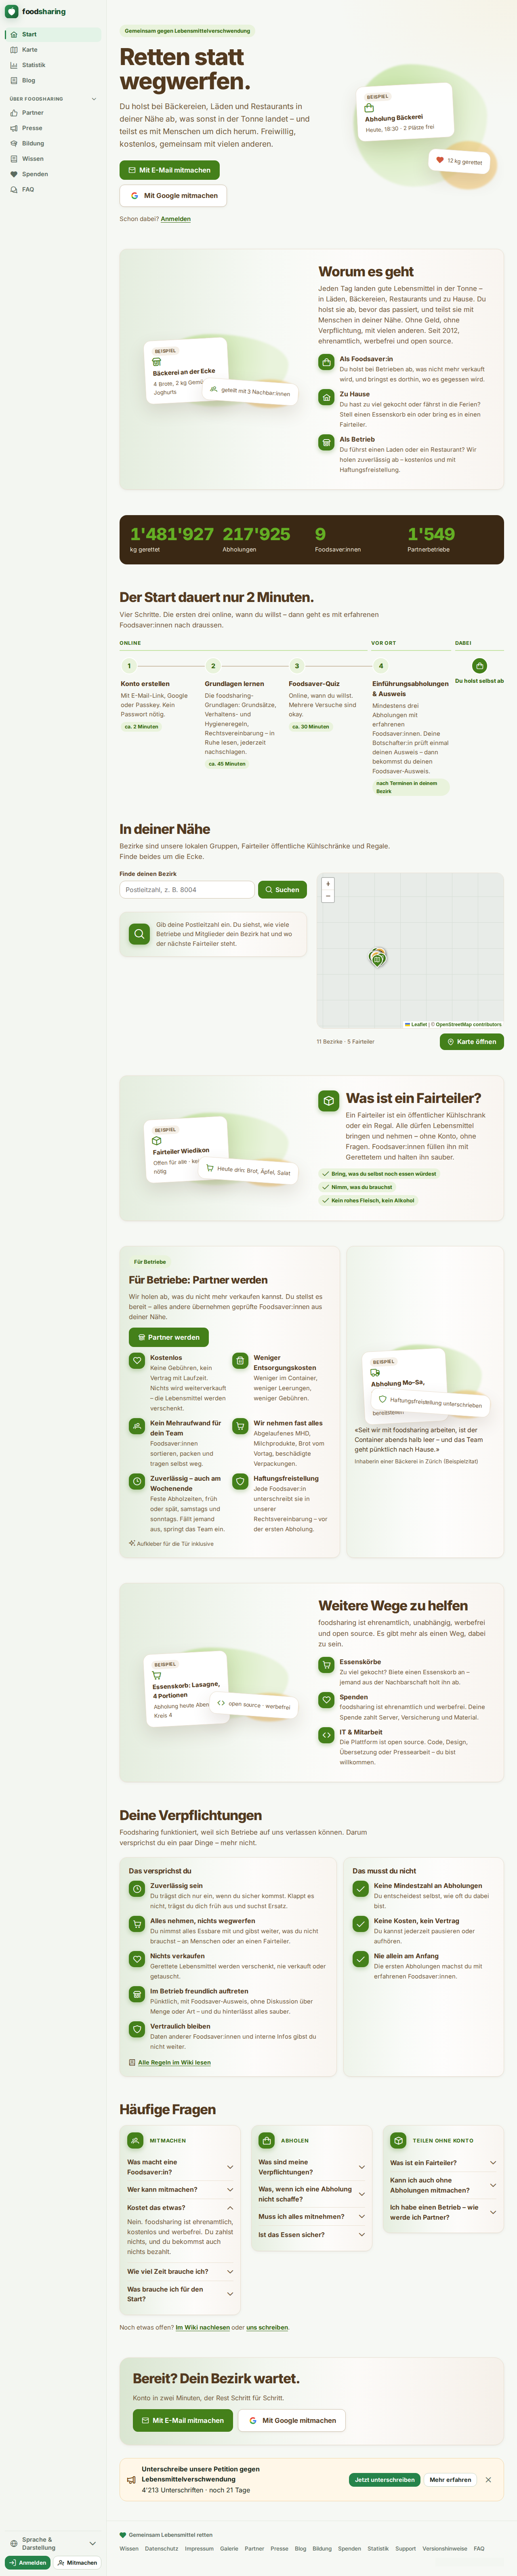 foodsharing
Start
Karte
Statistik
Blog
ÜBER FOODSHARING
Partner
Presse
Bildung
Wissen
Spenden
FAQ
Gemeinsam gegen Lebensmittelverschwendung
Retten statt
wegwerfen.
Du holst bei Bäckereien, Läden und Restaurants in
deiner Nähe ab, was sonst in der Tonne landet – und
teilst es mit Menschen um dich herum. Freiwillig,
kostenlos, gemeinsam mit vielen anderen.
Mit E-Mail mitmachen
Mit Google mitmachen
Schon dabei? Anmelden
BEISPIEL
Abholung Bäckerei
Heute, 18:30 · 2 Plätze frei
12 kg gerettet
BEISPIEL
Bäckerei an der Ecke
4 Brote, 2 kg Gemü
Joghurts
geteilt mit 3 Nachbar:innen
Worum es geht
Jeden Tag landen gute Lebensmittel in der Tonne –
in Läden, Bäckereien, Restaurants und zu Hause. Du
holst sie ab, bevor das passiert, und teilst sie mit
Menschen in deiner Nähe. Ohne Geld, ohne
Verpflichtung, mit vielen anderen. Seit 2012,
ehrenamtlich, werbefrei und open source.
Als Foodsaver:in
Du holst bei Betrieben ab, was nicht mehr verkauft
wird, und bringst es dorthin, wo es gegessen wird.
Zu Hause
Du hast zu viel gekocht oder fährst in die Ferien?
Stell einen Essenskorb ein oder bring es in einen
Fairteiler.
Als Betrieb
Du führst einen Laden oder ein Restaurant? Wir
holen zuverlässig ab – kostenlos und mit
Haftungsfreistellung.
1'481'927
kg gerettet
217'925
Abholungen
9
Foodsaver:innen
1'549
Partnerbetriebe
Der Start dauert nur 2 Minuten.
Vier Schritte. Die ersten drei online, wann du willst – dann geht es mit erfahrenen
Foodsaver:innen nach draussen.
ONLINE
VOR ORT
DABEI
1
Konto erstellen
Mit E-Mail-Link, Google
oder Passkey. Kein
Passwort nötig.
ca. 2 Minuten
2
Grundlagen lernen
Die foodsharing-
Grundlagen: Grundsätze,
Verhaltens- und
Hygieneregeln,
Rechtsvereinbarung – in
Ruhe lesen, jederzeit
nachschlagen.
ca. 45 Minuten
3
Foodsaver-Quiz
Online, wann du willst.
Mehrere Versuche sind
okay.
ca. 30 Minuten
4
Einführungsabholungen
& Ausweis
Mindestens drei
Abholungen mit
erfahrenen
Foodsaver:innen. Deine
Botschafter:in prüft einmal
deinen Ausweis – dann
bekommst du deinen
Foodsaver-Ausweis.
nach Terminen in deinem
Bezirk
Du holst selbst ab
In deiner Nähe
Bezirke sind unsere lokalen Gruppen, Fairteiler öffentliche Kühlschränke und Regale.
Finde beides um die Ecke.
Finde deinen Bezirk
Postleitzahl, z. B. 8004
Suchen
Gib deine Postleitzahl ein. Du siehst, wie viele
Betriebe und Mitglieder dein Bezirk hat und wo
der nächste Fairteiler steht.
+
−
Leaflet | © OpenStreetMap contributors
11 Bezirke · 5 Fairteiler
Karte öffnen
BEISPIEL
Fairteiler Wiedikon
Offen für alle · kei
nötig
Heute drin: Brot, Äpfel, Salat
Was ist ein Fairteiler?
Ein Fairteiler ist ein öffentlicher Kühlschrank
oder ein Regal. Alle dürfen Lebensmittel
bringen und nehmen – ohne Konto, ohne
Fragen. Foodsaver:innen füllen ihn mit
Gerettetem und halten ihn sauber.
Bring, was du selbst noch essen würdest
Nimm, was du brauchst
Kein rohes Fleisch, kein Alkohol
Für Betriebe
Für Betriebe: Partner werden
Wir holen ab, was du nicht mehr verkaufen kannst. Du stellst es
bereit – alles andere übernehmen geprüfte Foodsaver:innen aus
deiner Nähe.
Partner werden
Kostenlos
Keine Gebühren, kein
Vertrag mit Laufzeit.
Nichts wird weiterverkauft
– die Lebensmittel werden
verschenkt.
Weniger
Entsorgungskosten
Weniger im Container,
weniger Leerungen,
weniger Gebühren.
Kein Mehraufwand für
dein Team
Foodsaver:innen
sortieren, packen und
tragen selbst weg.
Wir nehmen fast alles
Abgelaufenes MHD,
Milchprodukte, Brot vom
Vortag, beschädigte
Verpackungen.
Zuverlässig – auch am
Wochenende
Feste Abholzeiten, früh
oder spät, samstags und
sonntags. Fällt jemand
aus, springt das Team ein.
Haftungsfreistellung
Jede Foodsaver:in
unterschreibt sie in
unserer
Rechtsvereinbarung – vor
der ersten Abholung.
Aufkleber für die Tür inklusive
BEISPIEL
Abholung Mo–Sa,
Haftungsfreistellung unterschrieben
«Seit wir mit foodsharing arbeiten, ist der
Container abends halb leer – und das Team
geht pünktlich nach Hause.»
Inhaberin einer Bäckerei in Zürich (Beispielzitat)
BEISPIEL
Essenskorb: Lasagne,
4 Portionen
Abholung heute Aben
Kreis 4
open source · werbefrei
Weitere Wege zu helfen
foodsharing ist ehrenamtlich, unabhängig, werbefrei
und open source. Es gibt mehr als einen Weg, dabei
zu sein.
Essenskörbe
Zu viel gekocht? Biete einen Essenskorb an –
jemand aus der Nachbarschaft holt ihn ab.
Spenden
foodsharing ist ehrenamtlich und werbefrei. Deine
Spende zahlt Server, Versicherung und Material.
IT & Mitarbeit
Die Plattform ist open source. Code, Design,
Übersetzung oder Pressearbeit – du bist
willkommen.
Deine Verpflichtungen
Foodsharing funktioniert, weil sich Betriebe auf uns verlassen können. Darum
versprichst du ein paar Dinge – mehr nicht.
Das versprichst du
Zuverlässig sein
Du trägst dich nur ein, wenn du sicher kommst. Klappt es
nicht, trägst du dich früh aus und suchst Ersatz.
Alles nehmen, nichts wegwerfen
Du nimmst alles Essbare mit und gibst weiter, was du nicht
brauchst – an Menschen oder an einen Fairteiler.
Nichts verkaufen
Gerettete Lebensmittel werden verschenkt, nie verkauft oder
getauscht.
Im Betrieb freundlich auftreten
Pünktlich, mit Foodsaver-Ausweis, ohne Diskussion über
Menge oder Art – und du hinterlässt alles sauber.
Vertraulich bleiben
Daten anderer Foodsaver:innen und interne Infos gibst du
nicht weiter.
Alle Regeln im Wiki lesen
Das musst du nicht
Keine Mindestzahl an Abholungen
Du entscheidest selbst, wie oft du dabei
bist.
Keine Kosten, kein Vertrag
Du kannst jederzeit pausieren oder
aufhören.
Nie allein am Anfang
Die ersten Abholungen machst du mit
erfahrenen Foodsaver:innen.
Häufige Fragen
MITMACHEN
Was macht eine
Foodsaver:in?
Wer kann mitmachen?
Kostet das etwas?
Nein. foodsharing ist ehrenamtlich,
kostenlos und werbefrei. Du zahlst
nichts, und du bekommst auch
nichts bezahlt.
Wie viel Zeit brauche ich?
Was brauche ich für den
Start?
ABHOLEN
Was sind meine
Verpflichtungen?
Was, wenn ich eine Abholung
nicht schaffe?
Muss ich alles mitnehmen?
Ist das Essen sicher?
TEILEN OHNE KONTO
Was ist ein Fairteiler?
Kann ich auch ohne
Abholungen mitmachen?
Ich habe einen Betrieb – wie
werde ich Partner?
Noch etwas offen? Im Wiki nachlesen oder uns schreiben.
Bereit? Dein Bezirk wartet.
Konto in zwei Minuten, der Rest Schritt für Schritt.
Mit E-Mail mitmachen
Mit Google mitmachen
Unterschreibe unsere Petition gegen
Lebensmittelverschwendung
4'213 Unterschriften · noch 21 Tage
Jetzt unterschreiben
Mehr erfahren
Gemeinsam Lebensmittel retten
Wissen Datenschutz Impressum Galerie Partner Presse Blog Bildung Spenden Statistik Support Versionshinweise FAQ
Sprache &
Darstellung
Anmelden
Mitmachen